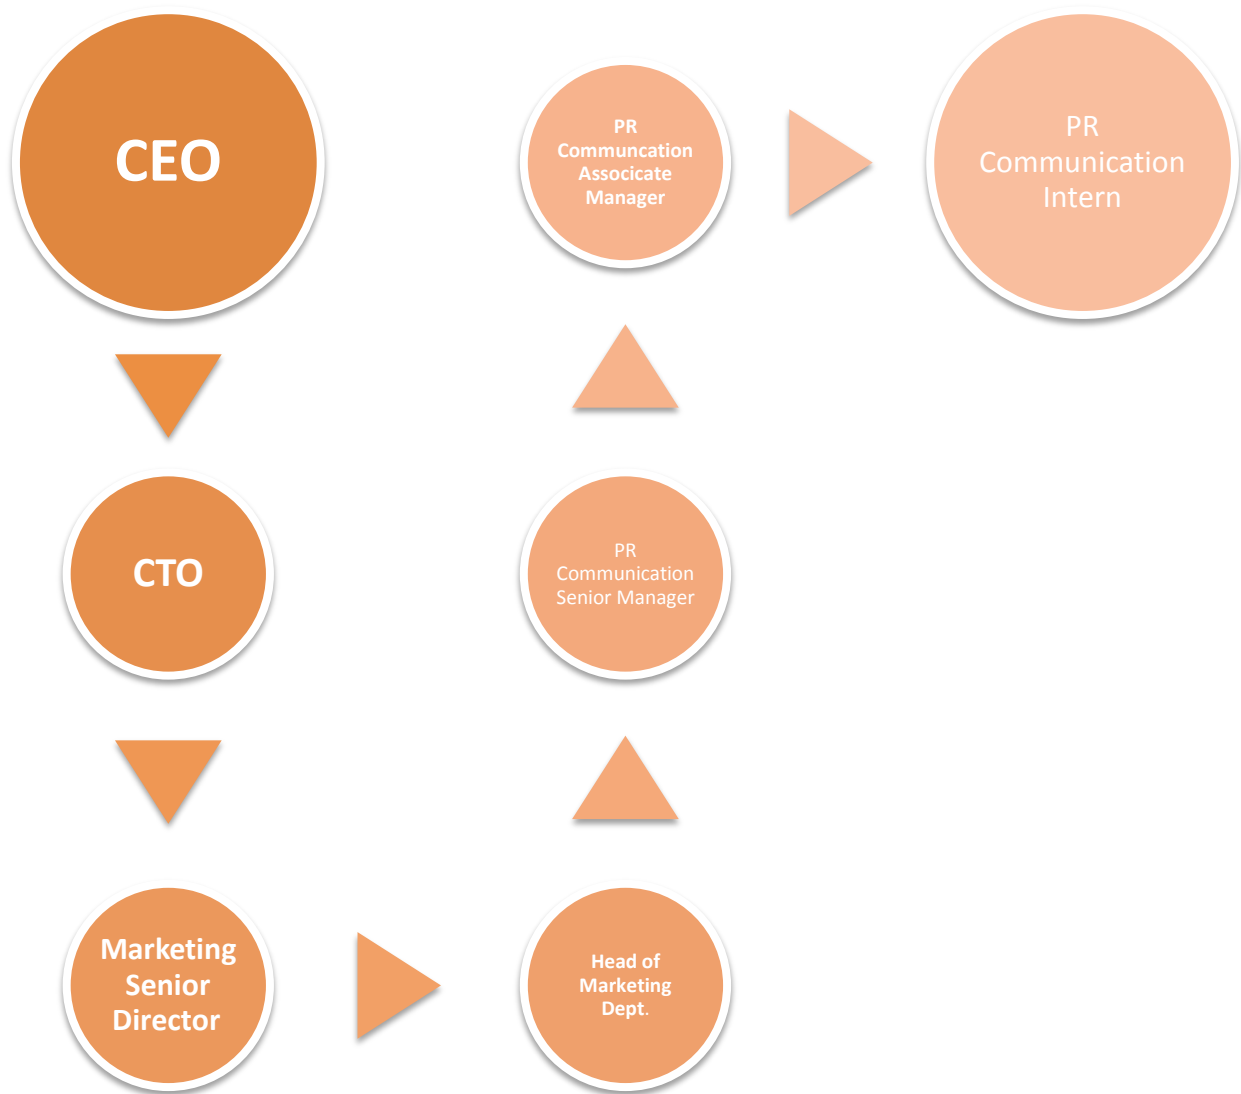 CEO
CTO
Marketing
Senior
Director
Head of
Marketing
Dept.
PR
Communication
Senior Manager
PR
Communcation
Associcate
Manager
PR
Communication
Intern